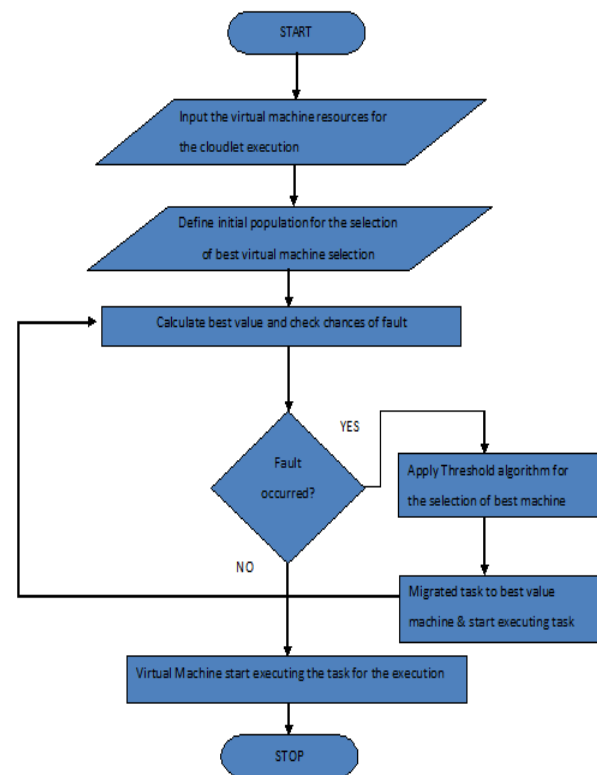 START
Input the virtual machine resources for
the cloudlet execution
Define initial population for the selection
of best virtual machine selection
Calculate best value and check chances of fault
YES
Fault
occurred?
Apply Threshold algorithm for
the selection of best machine
NO
Migrated task to best value
machine & start executing task
Virtual Machine start executing the task for the execution
STOP